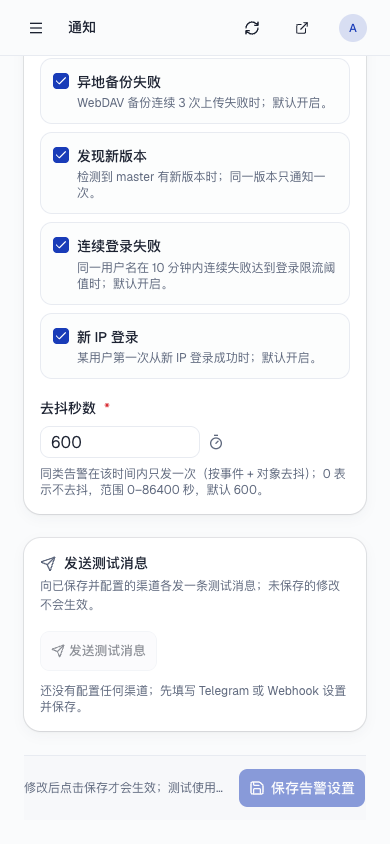 通知
A
异地备份失败
WebDAV 备份连续 3 次上传失败时；默认开启。
发现新版本
检测到 master 有新版本时；同一版本只通知一
次。
连续登录失败
同一用户名在 10 分钟内连续失败达到登录限流阈
值时；默认开启。
新 IP 登录
某用户第一次从新 IP 登录成功时；默认开启。
去抖秒数 *
600
同类告警在该时间内只发一次（按事件 + 对象去抖）；0 表
示不去抖，范围 0–86400 秒，默认 600。
发送测试消息
向已保存并配置的渠道各发一条测试消息；未保存的修改
不会生效。
发送测试消息
还没有配置任何渠道；先填写 Telegram 或 Webhook 设置
并保存。
修改后点击保存才会生效；测试使用...
保存告警设置